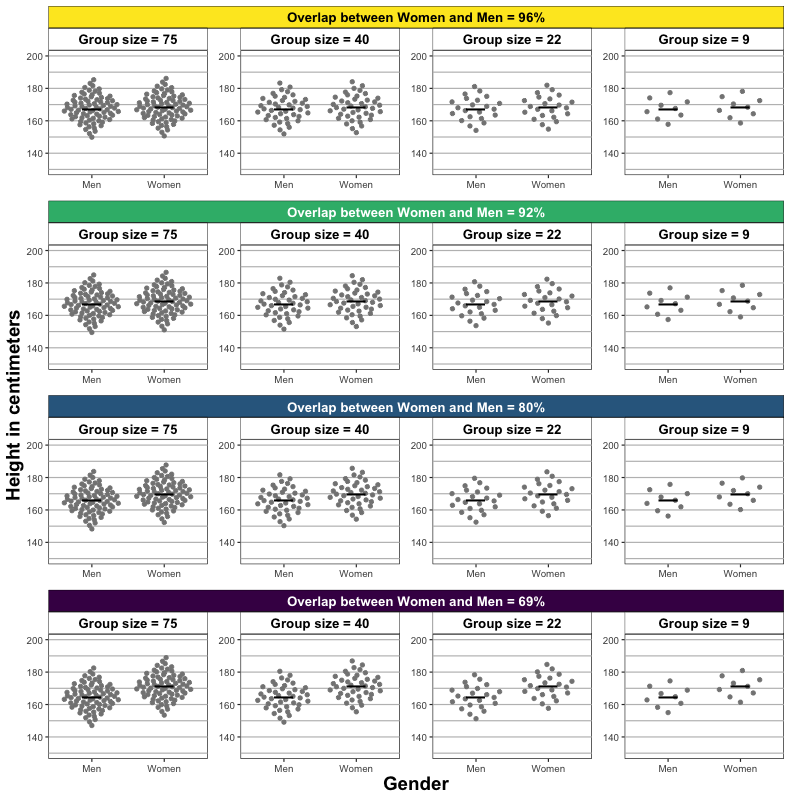 Overlap between Women and Men = 96%
Group size = 75 Group size = 40 Group size = 22 Group size = 9
200 200 200 200
180 180 180 180
160 160 160 160
140 140 140 140
Men Women Men Women Men Women Men Women
Overlap between Women and Men = 92%
Group size = 75 Group size = 40 Group size = 22 Group size = 9
200 200 200 200
180 180 180 180
160 160 160 160
140 140 140 140
Men Women Men Women Men Women Men Women
Height in centimeters
Overlap between Women and Men = 80%
Group size = 75 Group size = 40 Group size = 22 Group size = 9
200 200 200 200
180 180 180 180
160 160 160 160
140 140 140 140
Men Women Men Women Men Women Men Women
Overlap between Women and Men = 69%
Group size = 75 Group size = 40 Group size = 22 Group size = 9
200 200 200 200
180 180 180 180
160 160 160 160
140 140 140 140
Men Women Men Women Men Women Men Women
Gender